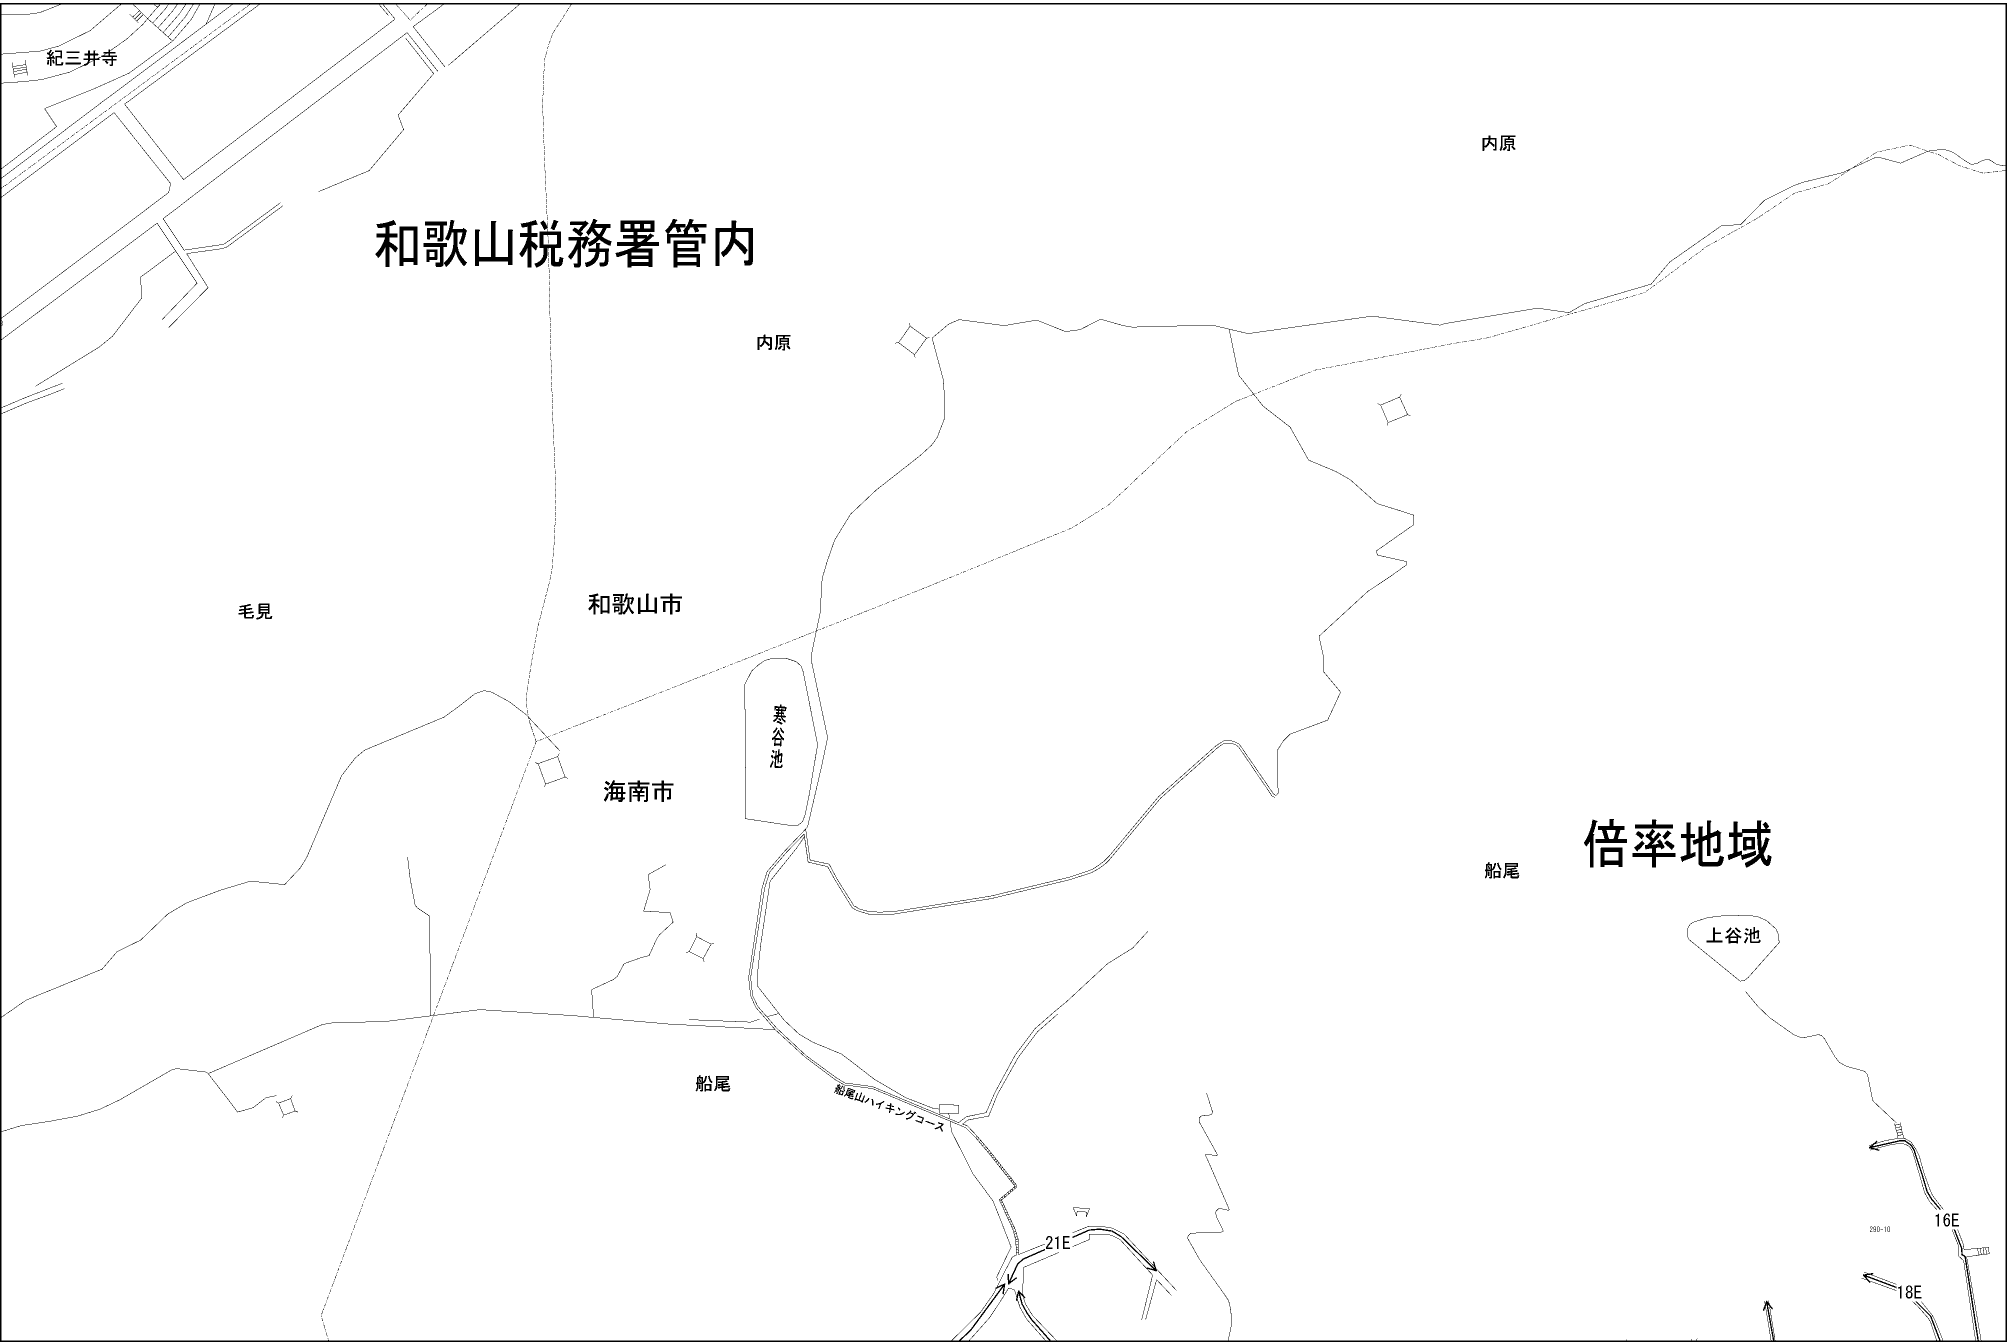 紀三井寺
内原
和歌山税務署管内
内原
和歌山市
毛見
寒谷池
海南市
倍率地域
船尾
上谷池
船尾
船尾山ハイキングコース
16E
290-10
21E
18E